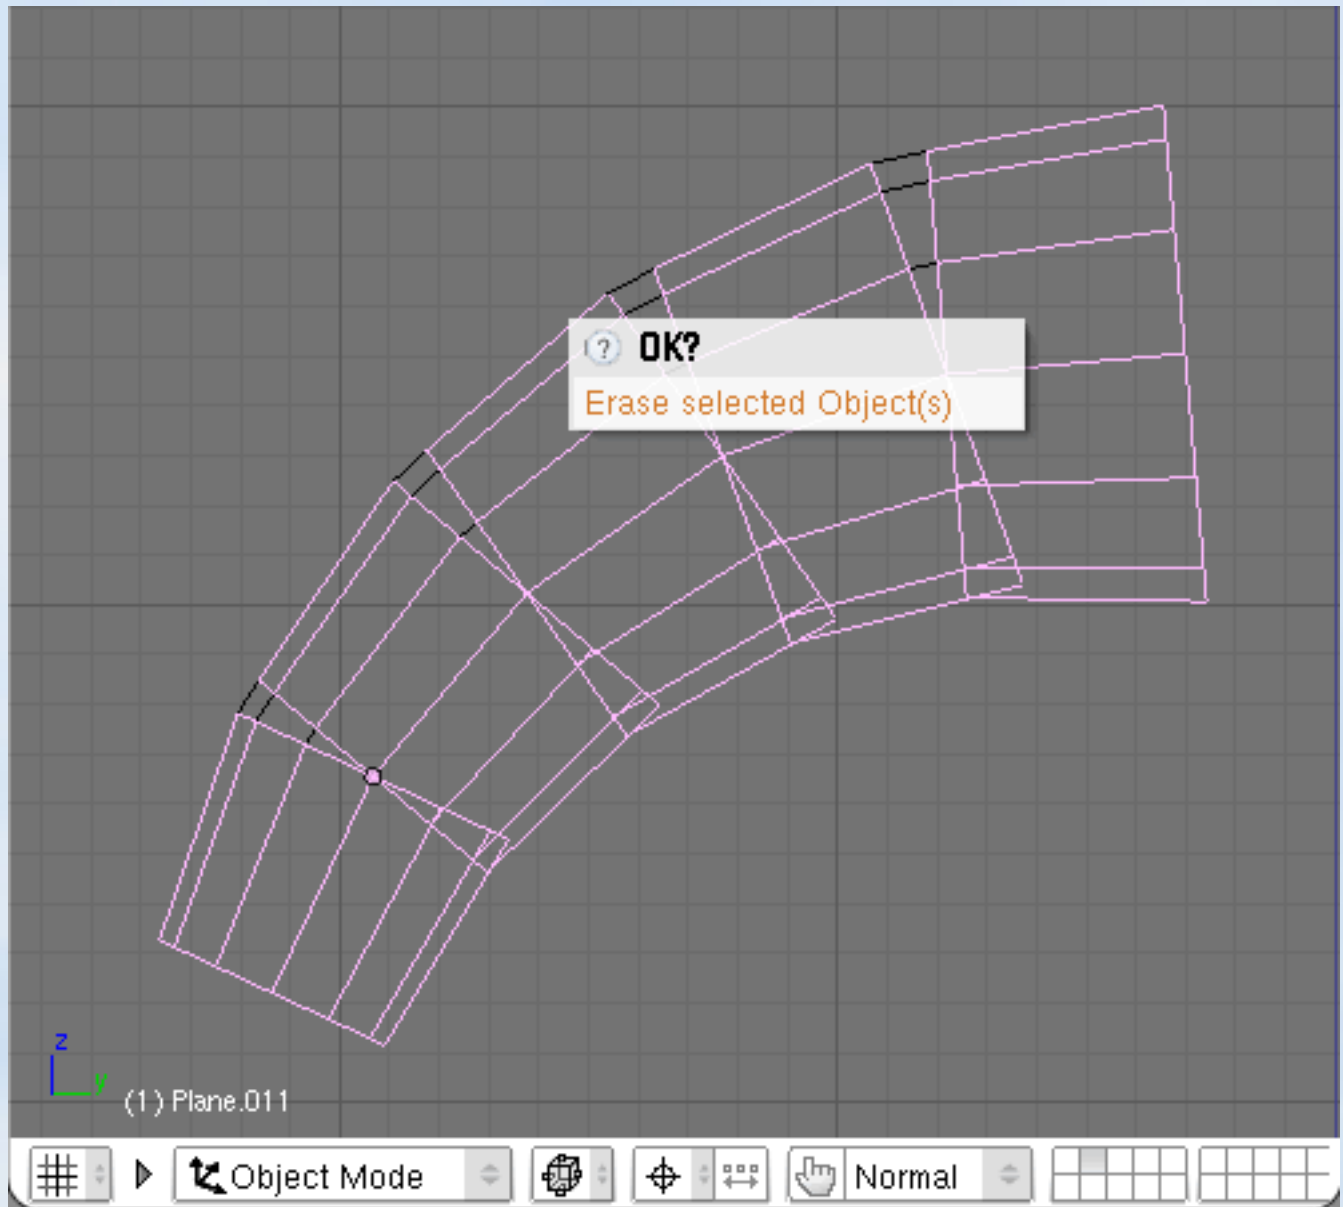 OK?
Erase selected Object(s)
z
y
(1) Plane.011
Object Mode
Normal